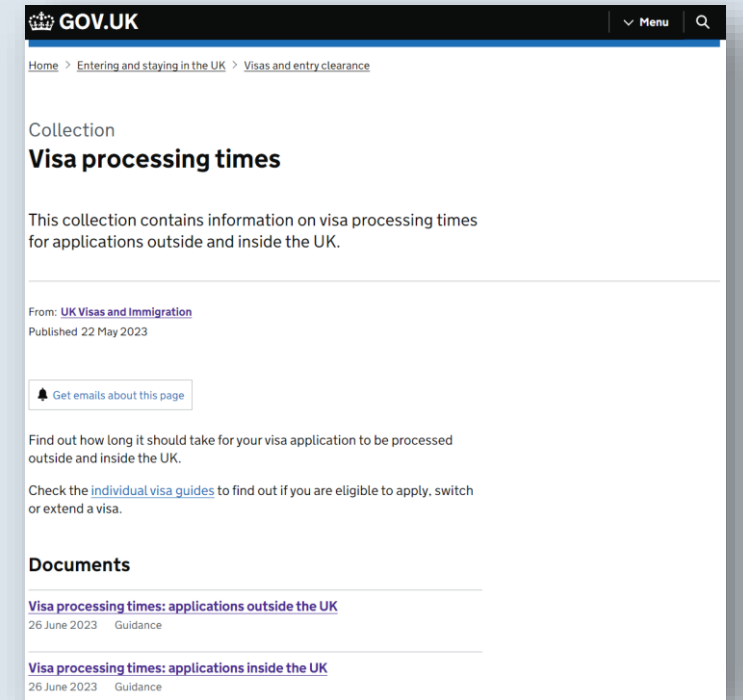 GOV.UK
Menu
Home > Entering and staying in the UK > Visas and entry clearance
Collection
Visa processing times
This collection contains information on visa processing times
for applications outside and inside the UK.
From: UK Visas and Immigration
Published 22 May 2023
Get emails about this page
Find out how long it should take for your visa application to be processed
outside and inside the UK.
Check the individual visa guides to find out if you are eligible to apply, switch
or extend a visa.
Documents
Visa processing times: applications outside the UK
26 June 2023 Guidance
Visa processing times: applications inside the UK
26 June 2023 Guidance